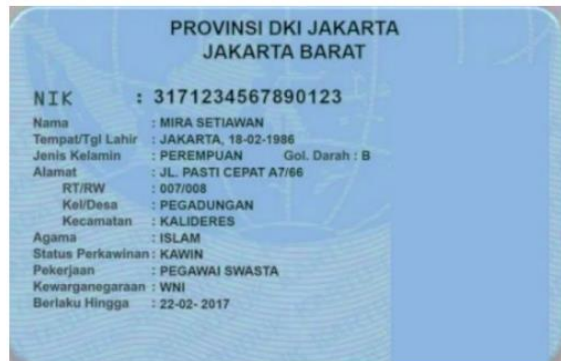 PROVINSI DKI JAKARTA
JAKARTA BARAT
NIK : 3171234567890123
Nama : MIRA SETIAWAN
Tempat/Tgl Lahir : JAKARTA, 18-02-1986
Jenis Kelamin : PEREMPUAN Gol. Darah : B
Alamat : JL. PASTI CEPAT A7/66
RT/RW : 007/008
Kel/Desa : PEGADUNGAN
Kecamatan : KALIDERES
Agama : ISLAM
Status Perkawinan : KAWIN
Pekerjaan : PEGAWAI SWASTA
Kewarganegaraan : WNI
Berlaku Hingga : 22-02- 2017